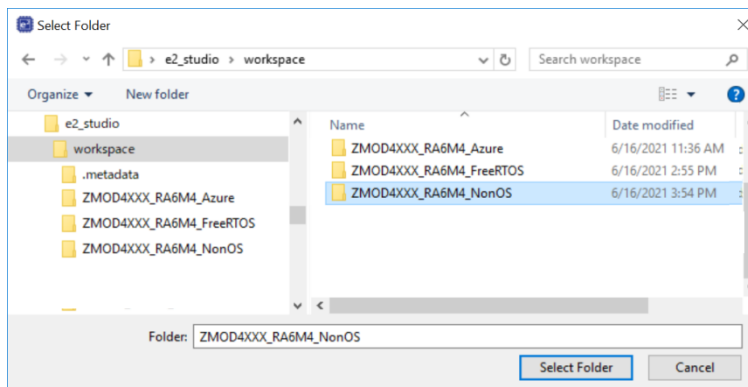 Select Folder
e2_studio > workspace
Search workspace
Organize
New folder
?
e2_studio
workspace
.metadata
ZMOD4XXX_RA6M4_Azure
ZMOD4XXX_RA6M4_FreeRTOS
ZMOD4XXX_RA6M4_NonOS
Name
Date modified
ZMOD4XXX_RA6M4_Azure
6/16/2021 11:36 AM
ZMOD4XXX_RA6M4_FreeRTOS
6/16/2021 2:55 PM
ZMOD4XXX_RA6M4_NonOS
6/16/2021 3:54 PM
Folder:
ZMOD4XXX_RA6M4_NonOS
Select Folder
Cancel